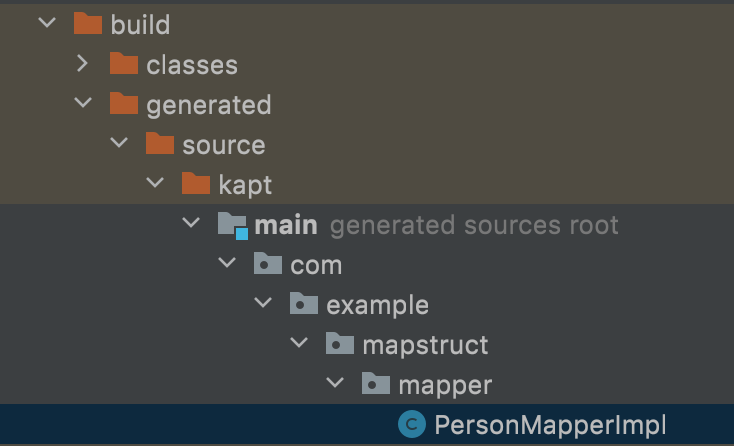 build
classes
generated
source
kapt
main generated sources root
com
example
mapstruct
mapper
C PersonMapperImpl